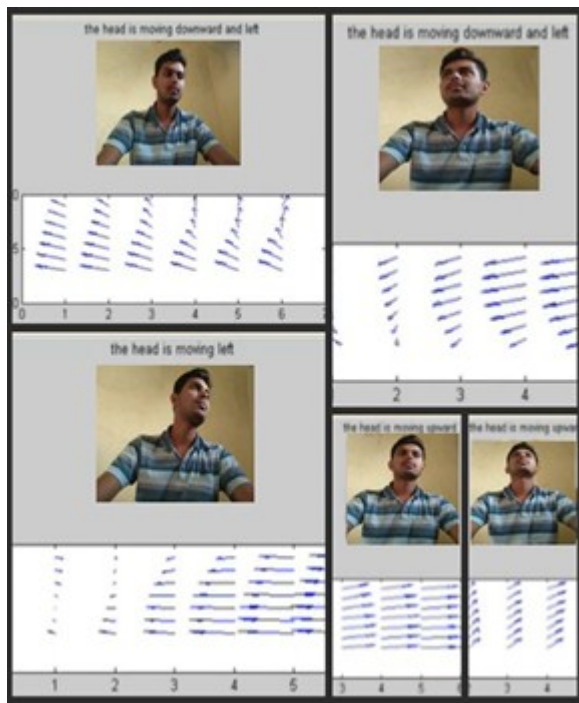 the head is moving downward and left
0
5
0
0 1 2 3 4 5 6
the head is moving downward and left
2 3 4
the head is moving left
1 2 3 4 5
the head is moving upward
3 4 5 6
the head is moving upwar
3 4